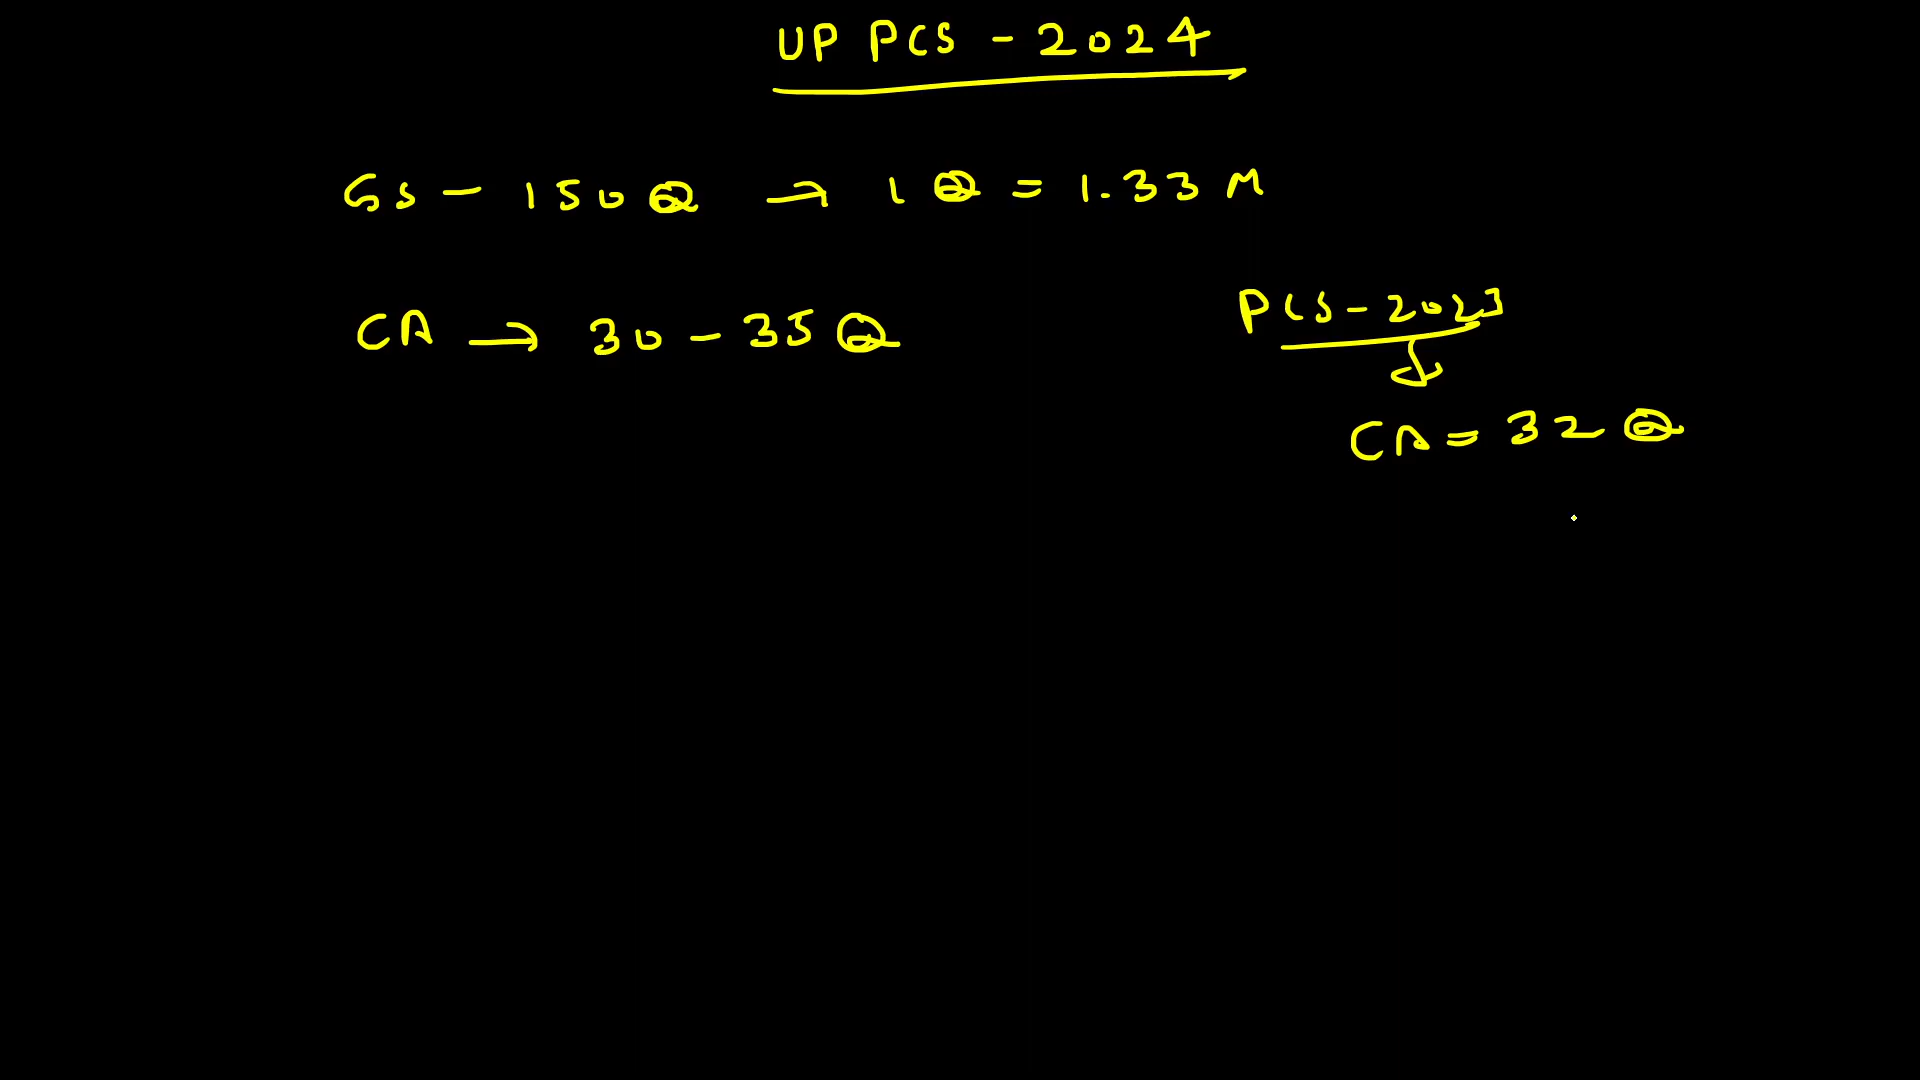 UP PCS - 2024
GS - 150 Q → 1 Q = 1.33 M
CA → 30 - 35 Q
PCS - 2023
CA = 32 Q